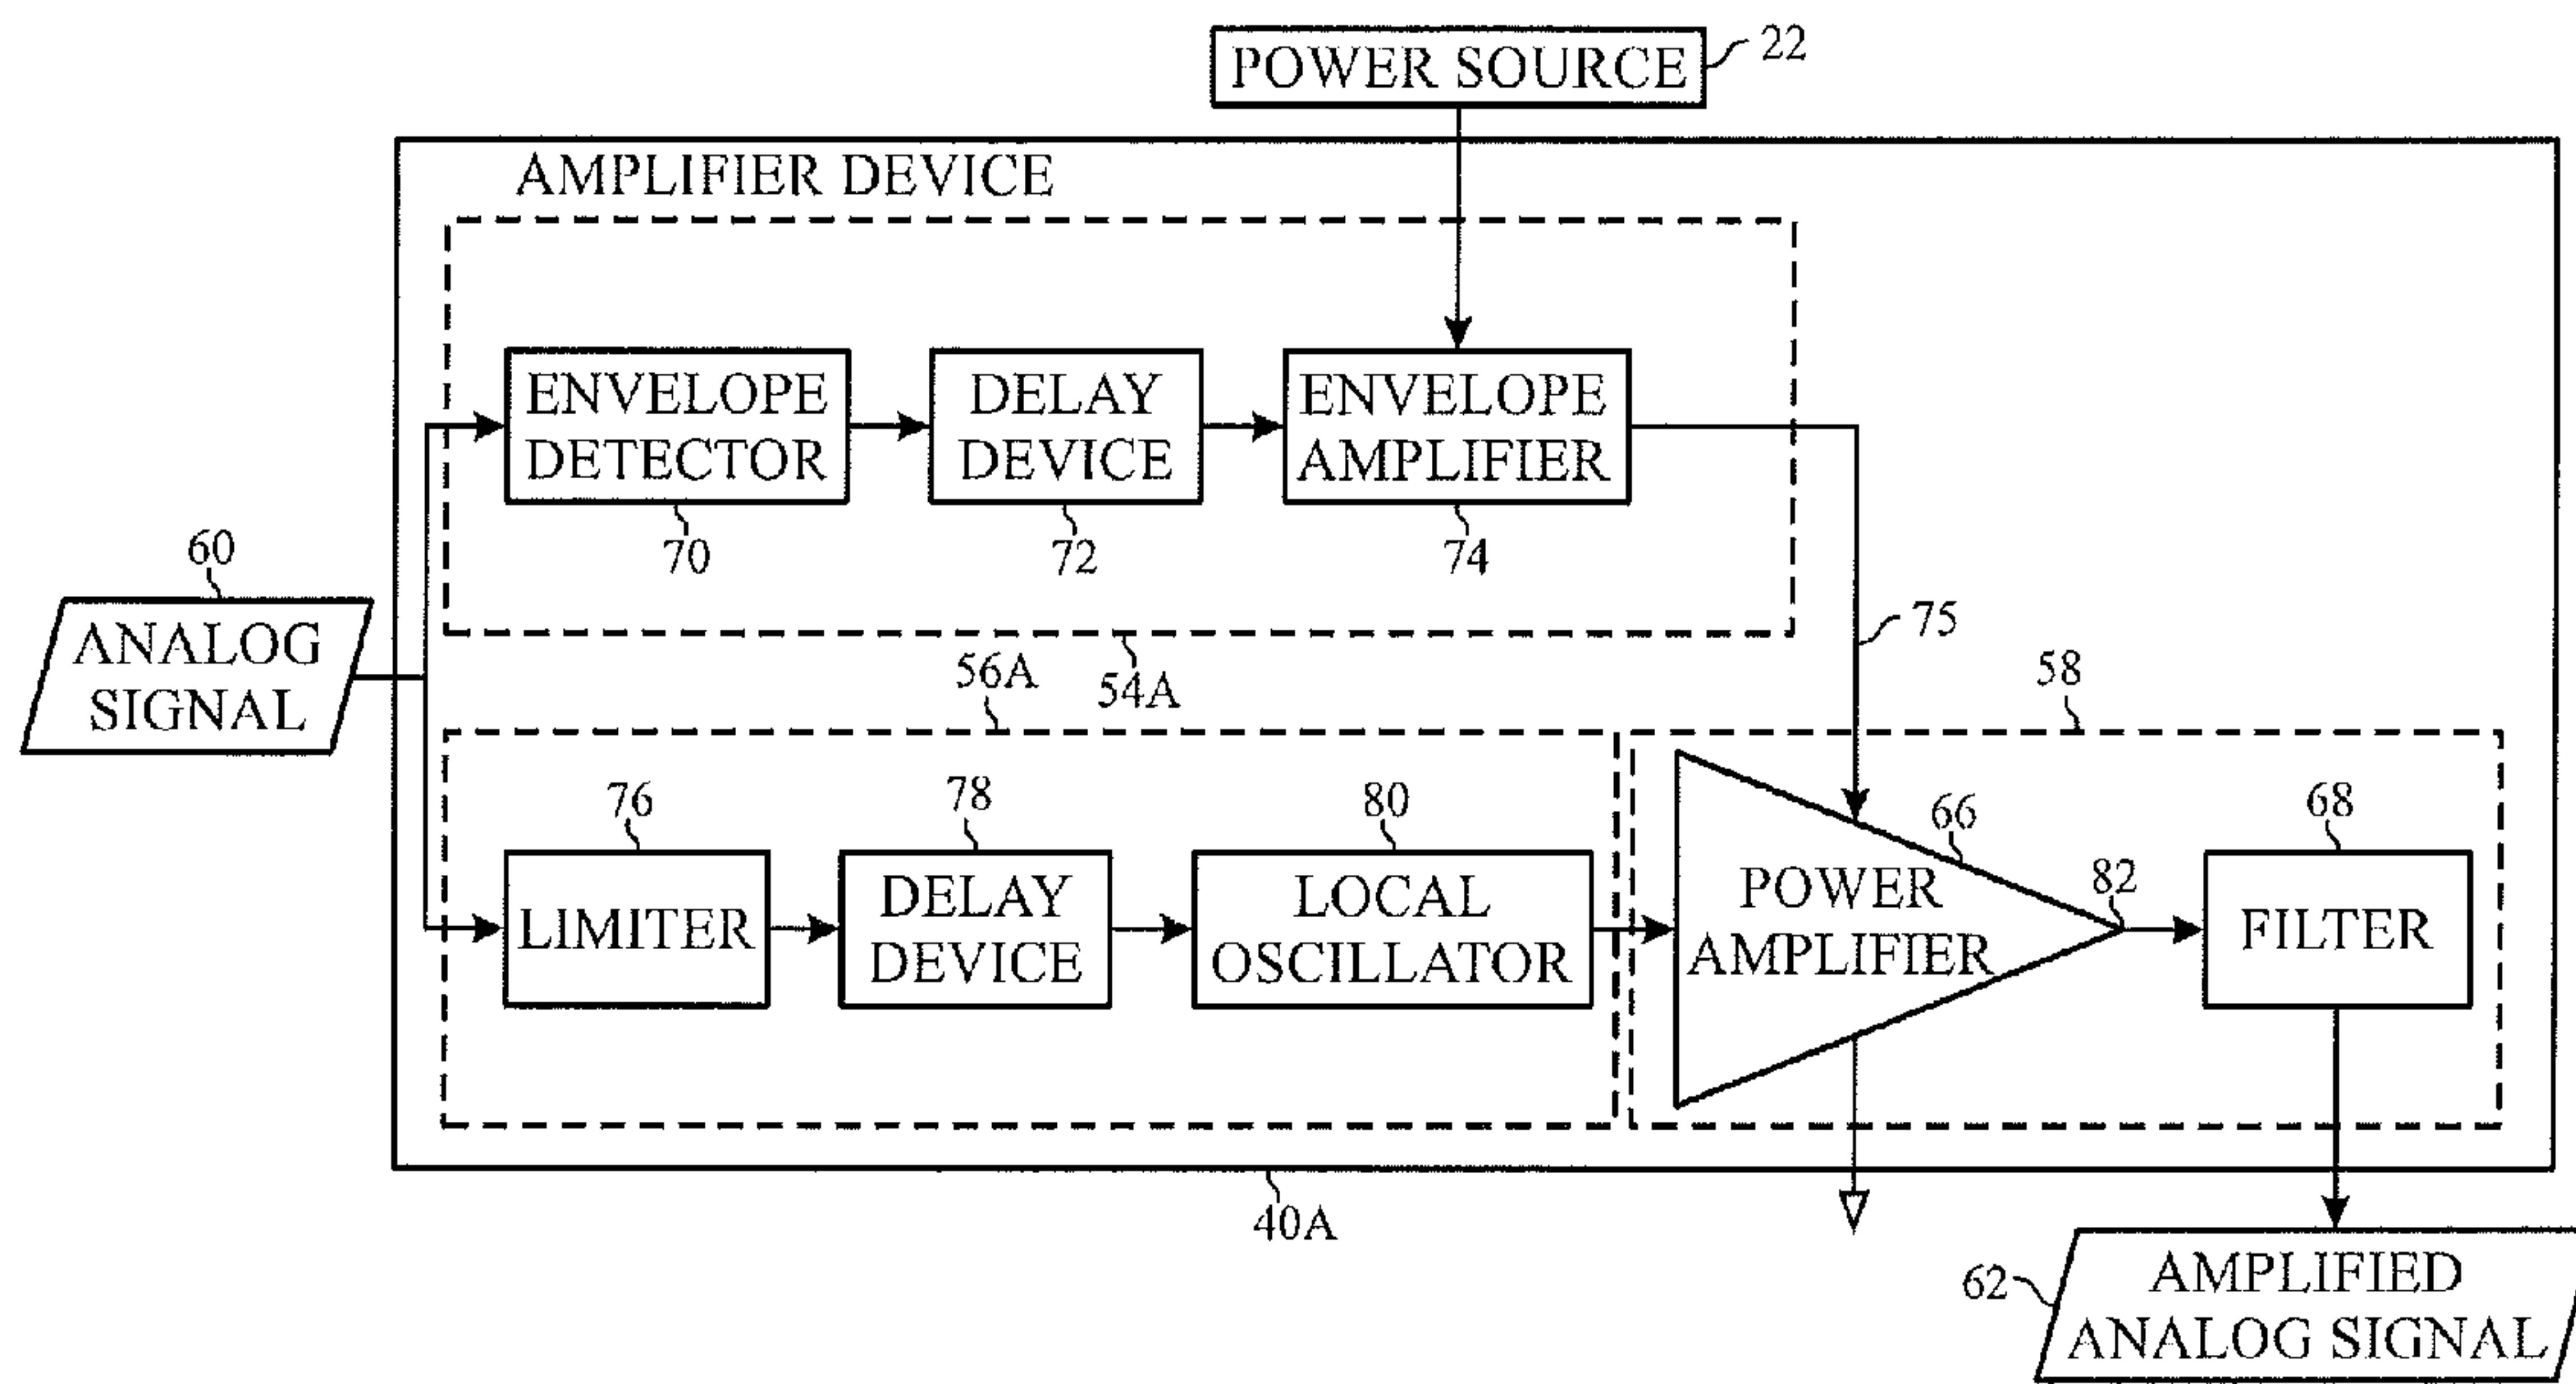 POWER SOURCE
22
AMPLIFIER DEVICE
ENVELOPE
DETECTOR
70
DELAY
DEVICE
72
ENVELOPE
AMPLIFIER
74
60
ANALOG
SIGNAL
75
56A
54A
58
76
LIMITER
78
DELAY
DEVICE
80
LOCAL
OSCILLATOR
66
POWER
AMPLIFIER
82
68
FILTER
40A
62
AMPLIFIED
ANALOG SIGNAL